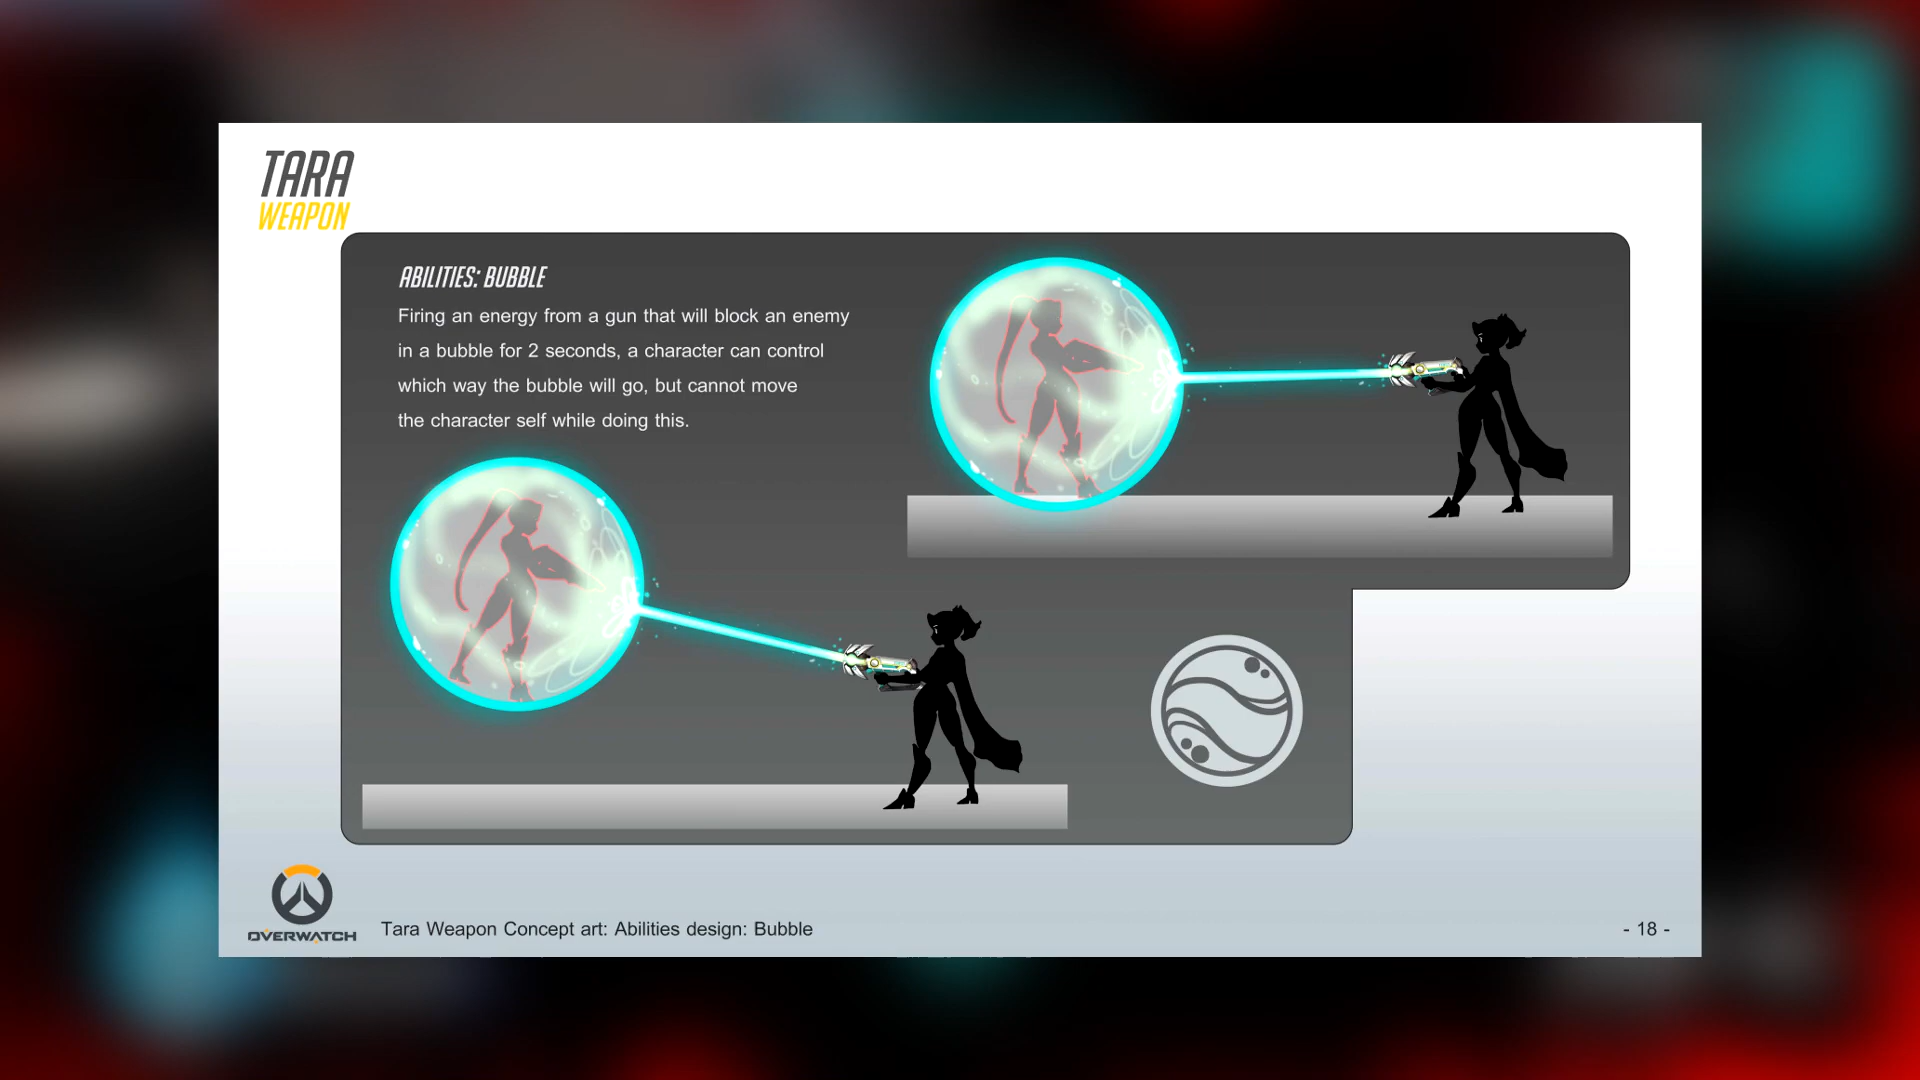 TARA
WEAPON
ABILITIES: BUBBLE
Firing an energy from a gun that will block an enemy
in a bubble for 2 seconds, a character can control
which way the bubble will go, but cannot move
the character self while doing this.
OVERWATCH
Tara Weapon Concept art: Abilities design: Bubble
- 18 -